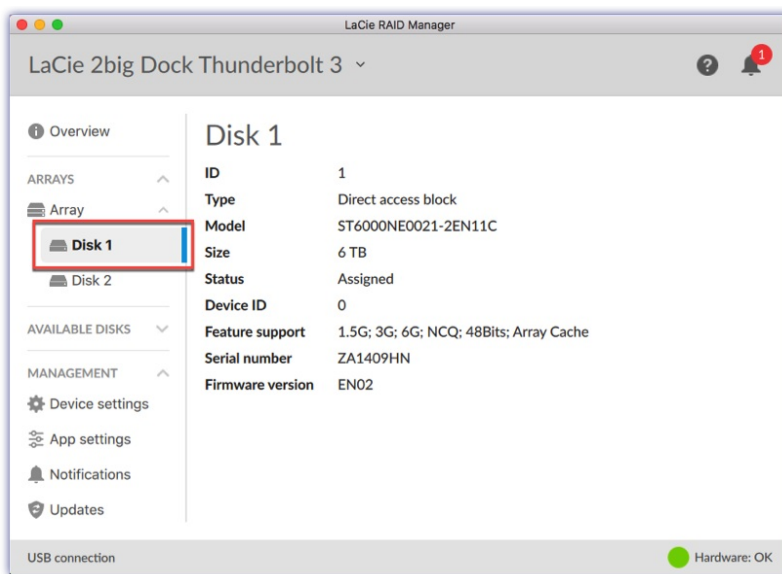 LaCie RAID Manager
LaCie 2big Dock Thunderbolt 3
1
Overview
ARRAYS
Array
Disk 1
Disk 2
AVAILABLE DISKS
MANAGEMENT
Device settings
App settings
Notifications
Updates
Disk 1
ID 1
Type Direct access block
Model ST6000NE0021-2EN11C
Size 6 TB
Status Assigned
Device ID 0
Feature support 1.5G; 3G; 6G; NCQ; 48Bits; Array Cache
Serial number ZA1409HN
Firmware version EN02
USB connection
Hardware: OK